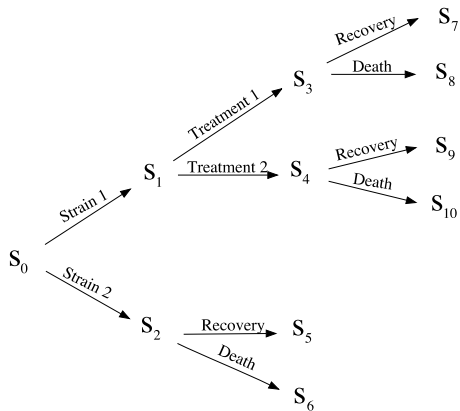 Recovery
S7
Death
S8
Treatment 1
S3
Recovery
S9
Treatment 2
S1
S4
Death
S10
Strain 1
S0
Strain 2
S2
Recovery
S5
Death
S6